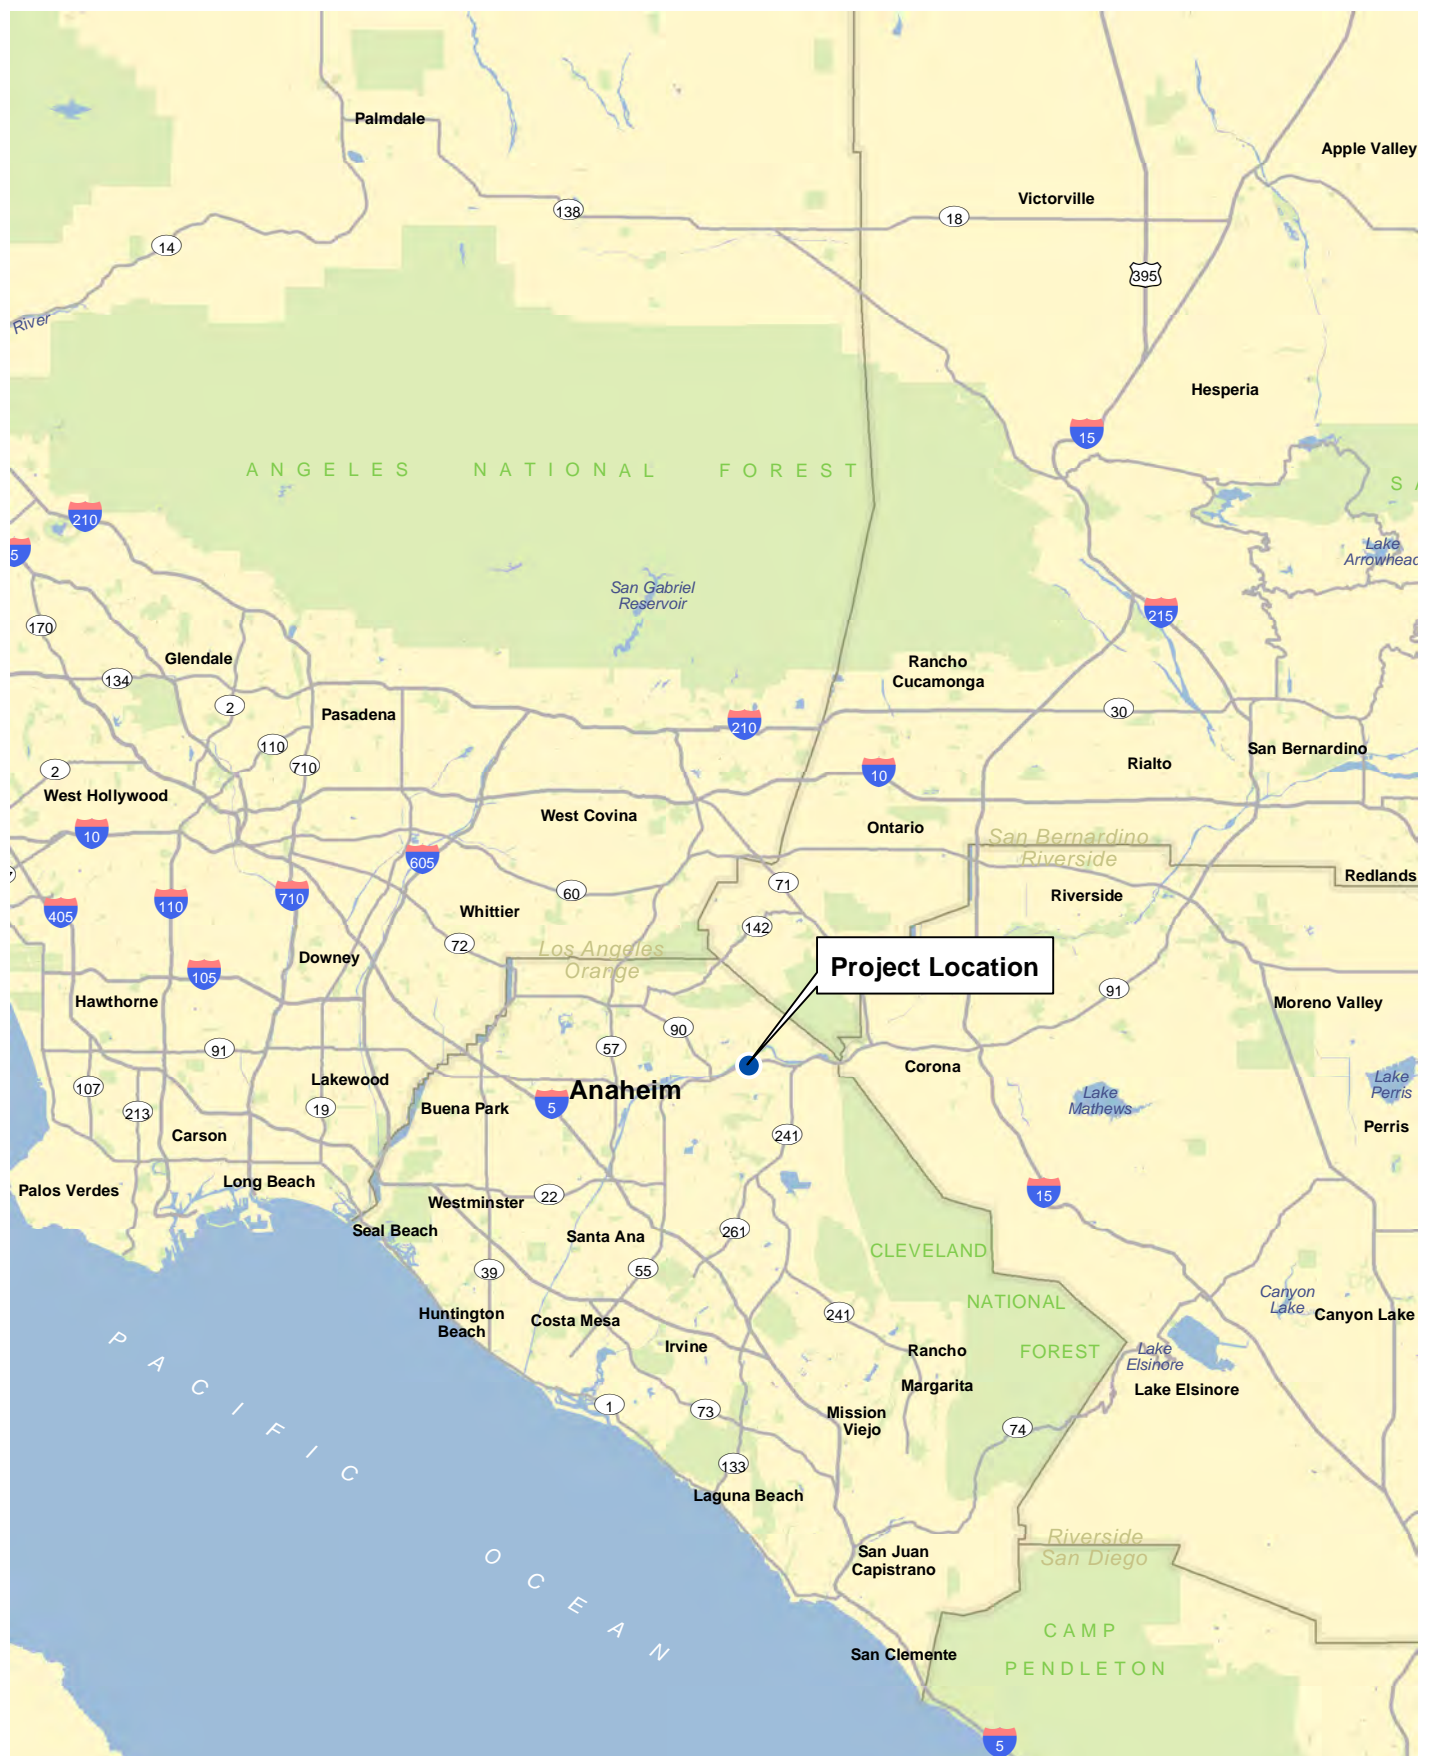 Palmdale
Apple Valley
Victorville
138
18
14
395
River
Hesperia
15
ANGELES NATIONAL FOREST
S A
210
5
Lake
Arrowhead
San Gabriel
Reservoir
215
170
Glendale
Rancho
Cucamonga
134
2
30
Pasadena
210
110
San Bernardino
710
2
10
Rialto
West Hollywood
West Covina
10
Ontario
San Bernardino
Riverside
605
Redlands
71
60
Riverside
710
110
405
Whittier
142
72
Los Angeles
Orange
Downey
Project Location
105
91
Hawthorne
Moreno Valley
90
57
91
Corona
Lakewood
Anaheim
107
Lake
Perris
Lake
Mathews
213
19
Buena Park
5
Perris
Carson
241
Long Beach
Palos Verdes
22
15
Westminster
Seal Beach
Santa Ana
261
CLEVELAND
39
55
Canyon
Lake
NATIONAL
241
Huntington
Beach
Costa Mesa
Canyon Lake
Irvine
Rancho
Margarita
FOREST
Lake
Elsinore
Lake Elsinore
1
73
Mission
Viejo
74
133
Laguna Beach
PACIFIC
OCEAN
Riverside
San Diego
San Juan
Capistrano
CAMP
PENDLETON
San Clemente
5